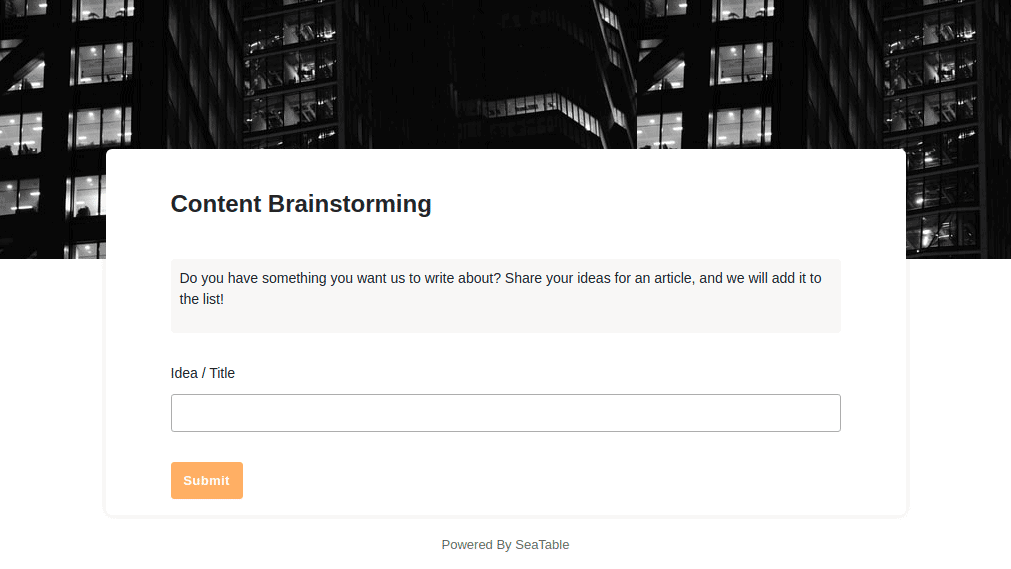 Content Brainstorming
Do you have something you want us to write about? Share your ideas for an article, and we will add it to
the list!
Idea / Title
Submit
Powered By SeaTable